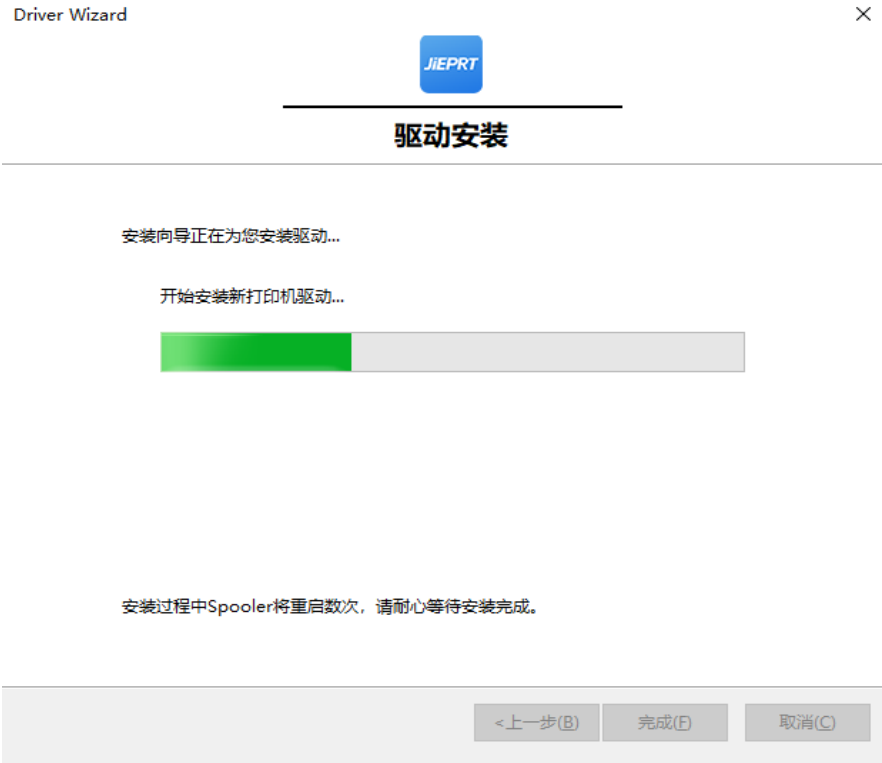 Driver Wizard
JiEPRT
驱动安装
安装向导正在为您安装驱动...
开始安装新打印机驱动...
安装过程中Spooler将重启数次，请耐心等待安装完成。
<上一步(B) 完成(F) 取消(C)